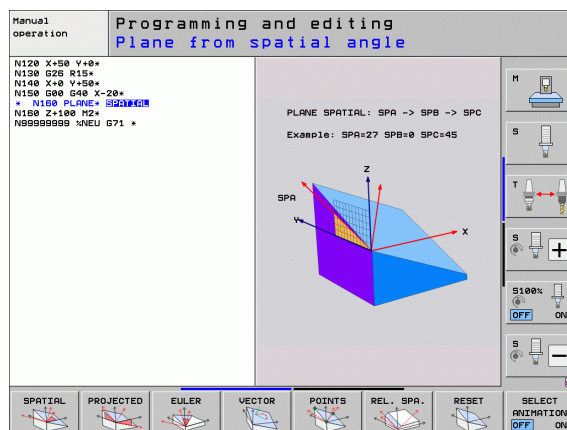 Manual
operation
Programming and editing
Plane from spatial angle
N120 X+50 Y+0*
N130 G26 R15*
N140 X+0 Y+50*
N150 G00 G40 X-20*
* N160 PLANE* SPATIAL
N160 Z+100 M2*
N99999999 %NEU G71 *
PLANE SPATIAL: SPA -> SPB -> SPC
Example: SPA=27 SPB=0 SPC=45
Z
SPA
Y
X
M
S
T
S
+
S100%
OFF ON
S
−
SPATIAL PROJECTED EULER VECTOR POINTS REL. SPA. RESET SELECT
ANIMATION
OFF ON